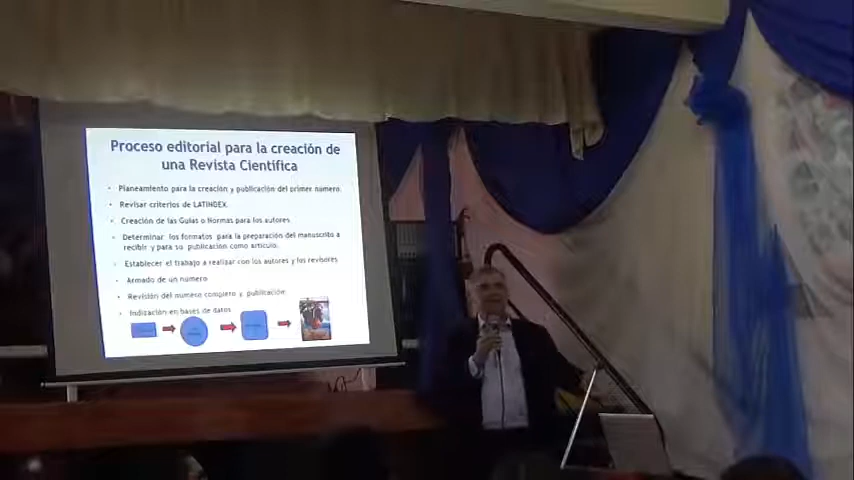 Proceso editorial para la creación de
una Revista Científica
• Planeamiento para la creación y publicación del primer numero.
• Revisar criterios de LATINDEX.
• Creación de las Guías o Normas para los autores.
• Determinar los formatos para la preparación del manuscrito a
recibir y para su publicación como artículo.
• Establecer el trabajo a realizar con los autores y los revisores
• Armado de un numero
• Revisión del numero completo y publicación
• Indización en bases de datos